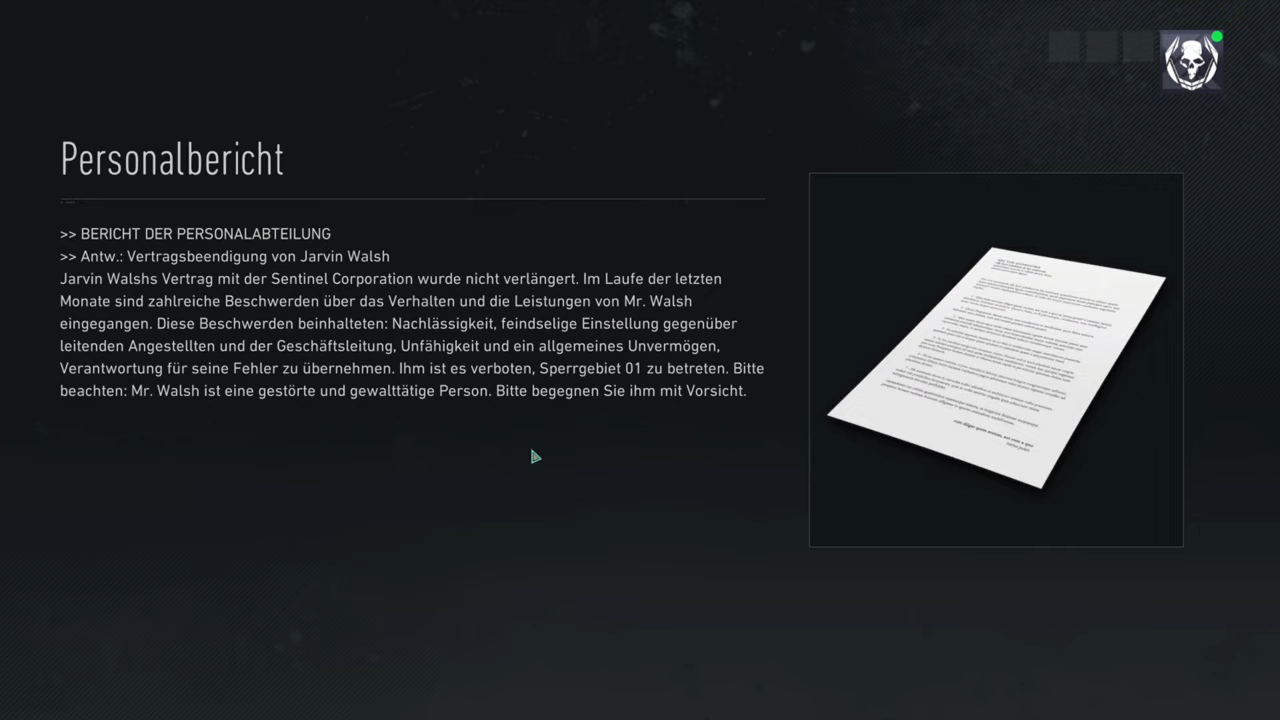 Personalbericht
>> BERICHT DER PERSONALABTEILUNG
>> Antw.: Vertragsbeendigung von Jarvin Walsh
Jarvin Walshs Vertrag mit der Sentinel Corporation wurde nicht verlängert. Im Laufe der letzten
Monate sind zahlreiche Beschwerden über das Verhalten und die Leistungen von Mr. Walsh
eingegangen. Diese Beschwerden beinhalteten: Nachlässigkeit, feindselige Einstellung gegenüber
leitenden Angestellten und der Geschäftsleitung, Unfähigkeit und ein allgemeines Unvermögen,
Verantwortung für seine Fehler zu übernehmen. Ihm ist es verboten, Sperrgebiet 01 zu betreten. Bitte
beachten: Mr. Walsh ist eine gestörte und gewalttätige Person. Bitte begegnen Sie ihm mit Vorsicht.